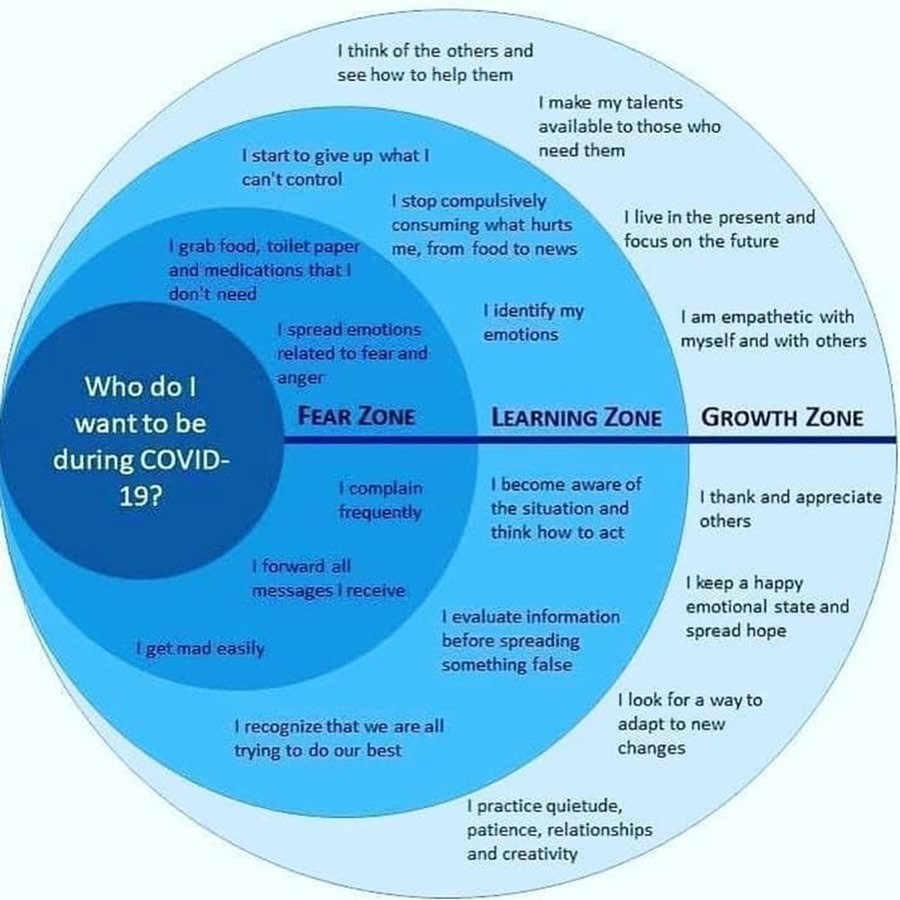 I think of the others and
see how to help them
I make my talents
available to those who
need them
I start to give up what I
can't control
I stop compulsively
consuming what hurts
me, from food to news
I live in the present and
focus on the future
I grab food, toilet paper
and medications that I
don't need
I identify my
emotions
I am empathetic with
myself and with others
I spread emotions
related to fear and
anger
Who do I
want to be
during COVID-
19?
FEAR ZONE
LEARNING ZONE
GROWTH ZONE
I complain
frequently
I become aware of
the situation and
think how to act
I thank and appreciate
others
I forward all
messages I receive
I keep a happy
emotional state and
spread hope
I evaluate information
before spreading
something false
I get mad easily
I look for a way to
adapt to new
changes
I recognize that we are all
trying to do our best
I practice quietude,
patience, relationships
and creativity